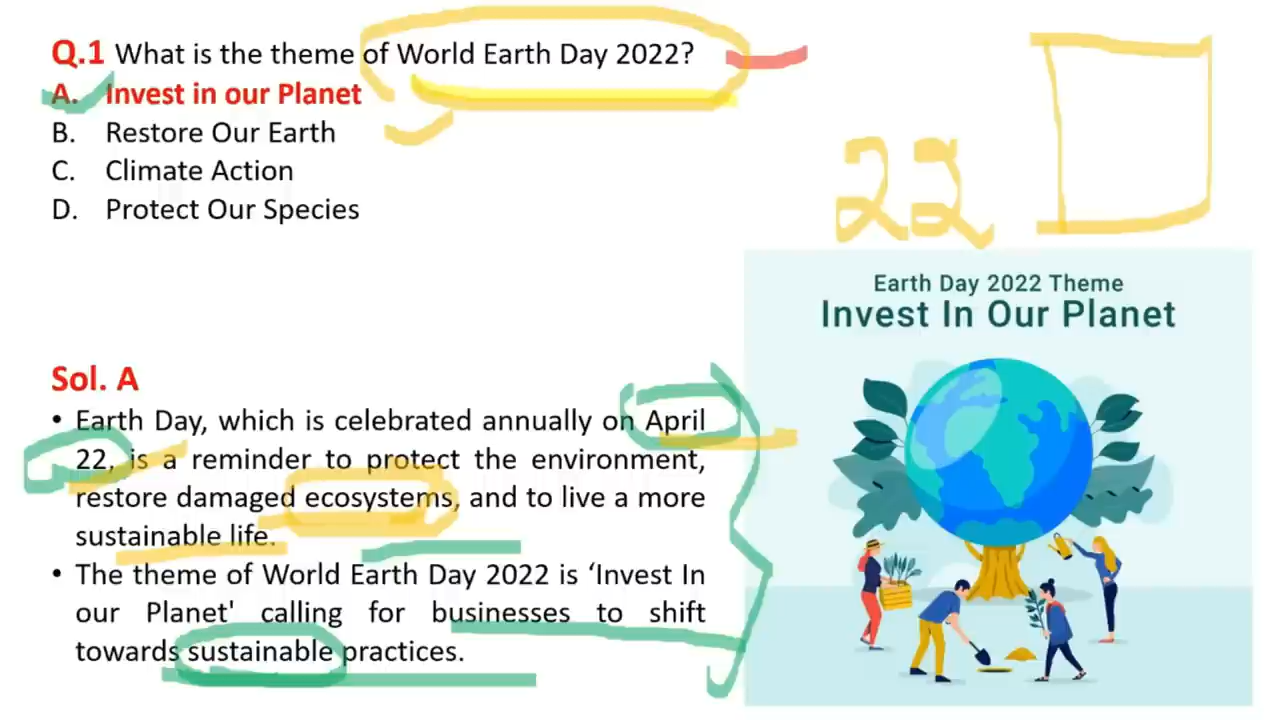 Q.1 What is the theme of World Earth Day 2022?
A. Invest in our Planet
B. Restore Our Earth
C. Climate Action
D. Protect Our Species
22
Sol. A
• Earth Day, which is celebrated annually on April
22, is a reminder to protect the environment,
restore damaged ecosystems, and to live a more
sustainable life.
• The theme of World Earth Day 2022 is ‘Invest In
our Planet' calling for businesses to shift
towards sustainable practices.
Earth Day 2022 Theme
Invest In Our Planet